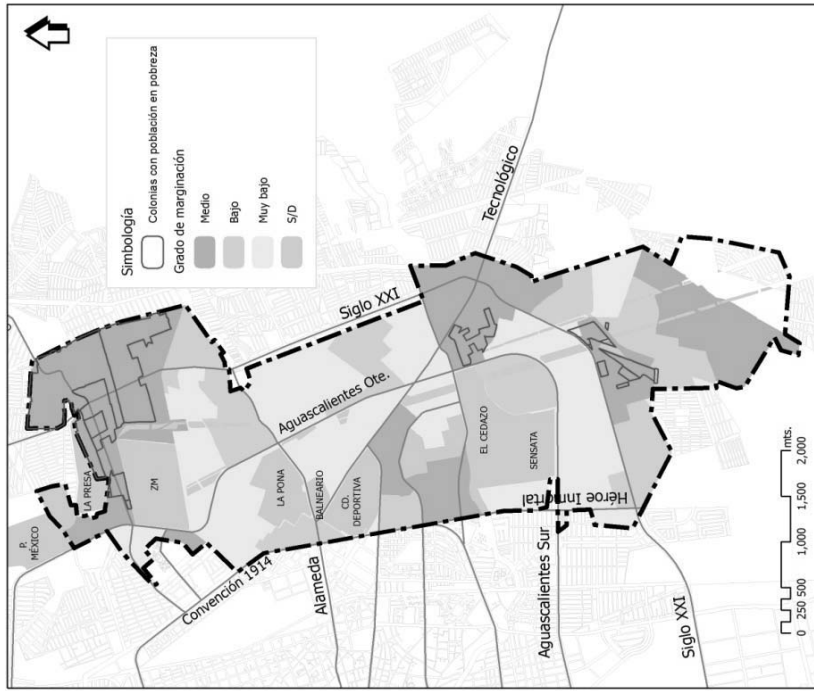 Simbología
Colonias con población en pobreza
Grado de marginación
Medio
Bajo
Muy bajo
S/D
P.
MÉXICO
LA PRESA
ZM
Siglo XXI
Convención 1914
Aguascalientes Ote.
LA PONA
BALNEARIO
Alameda
CD.
DEPORTIVA
Tecnológico
EL CEDAZO
SENSATA
Aguascalientes Sur
Héroe Inmortal
Siglo XXI
mts.
0 250 500 1,000 1,500 2,000